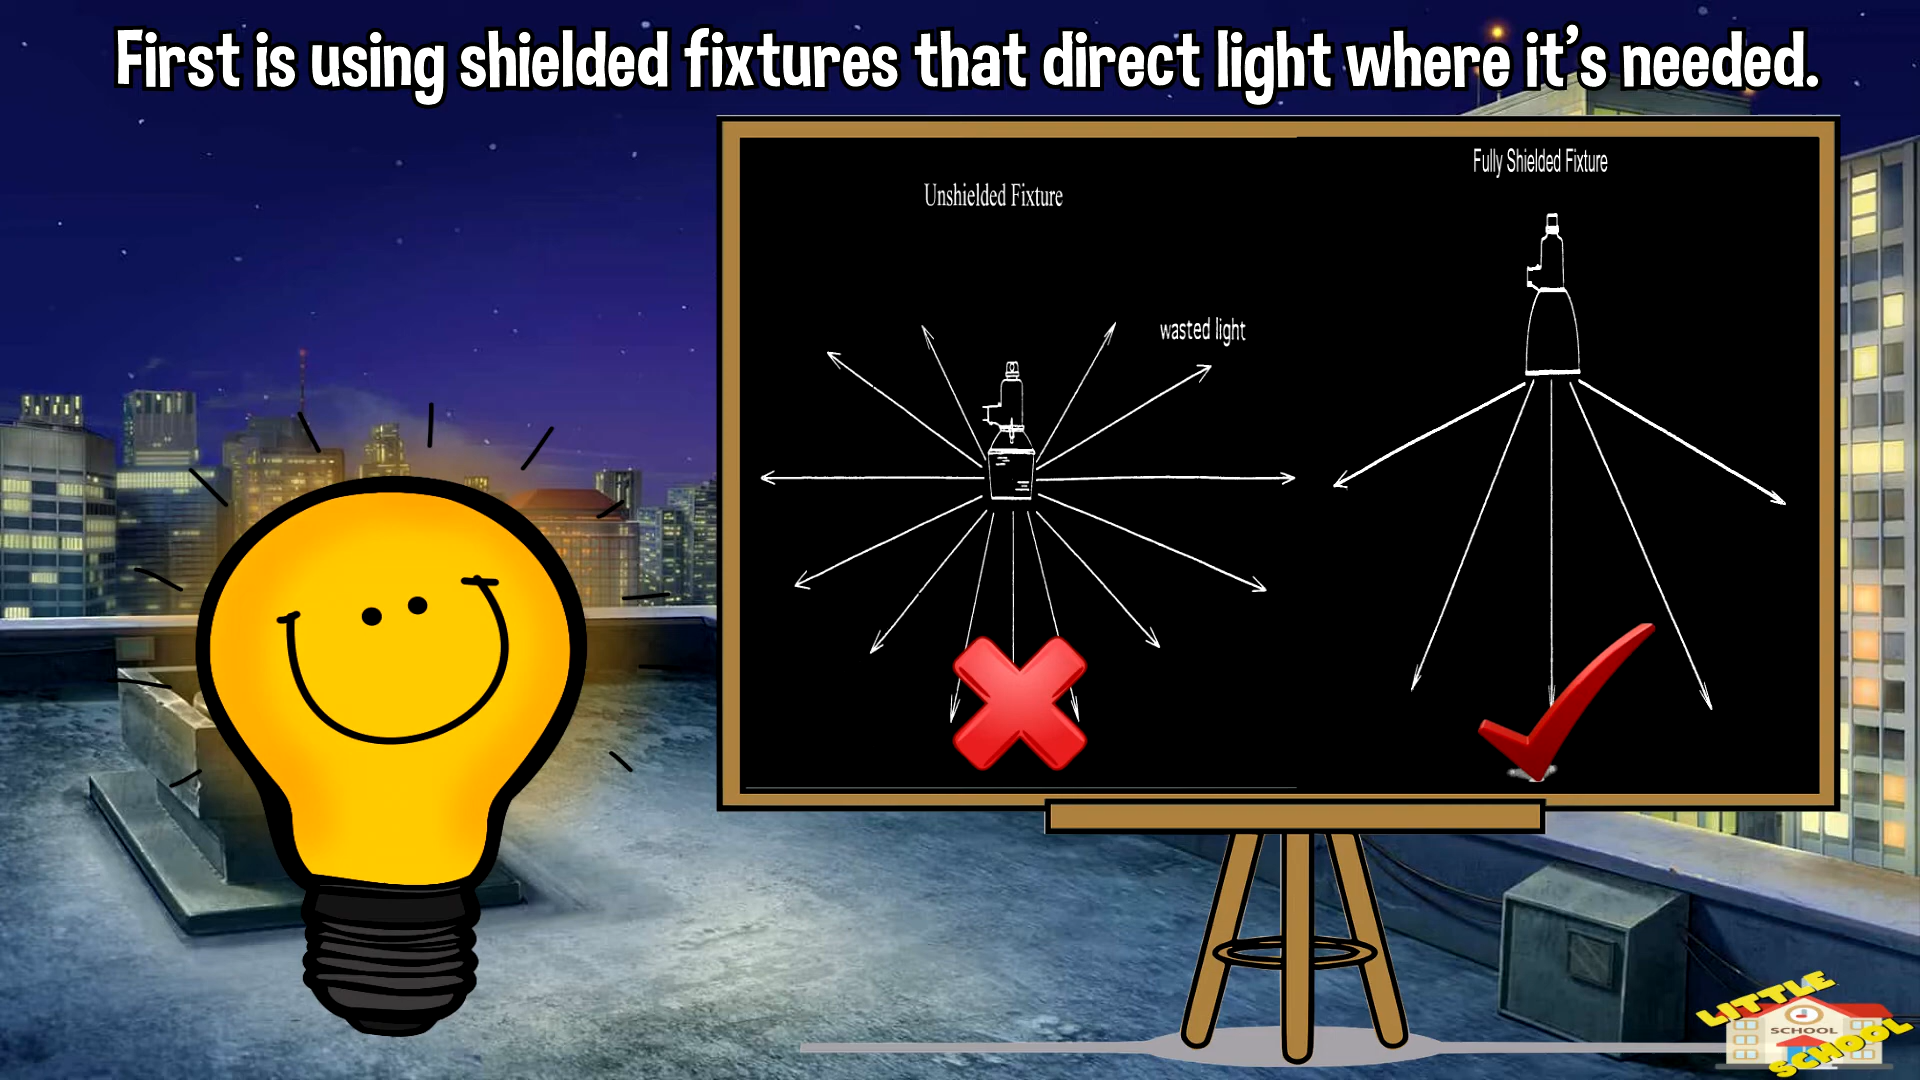 First is using shielded fixtures that direct light where it's needed.
Unshielded Fixture
Fully Shielded Fixture
wasted light
LITTLE
SCHOOL
SCHOOL